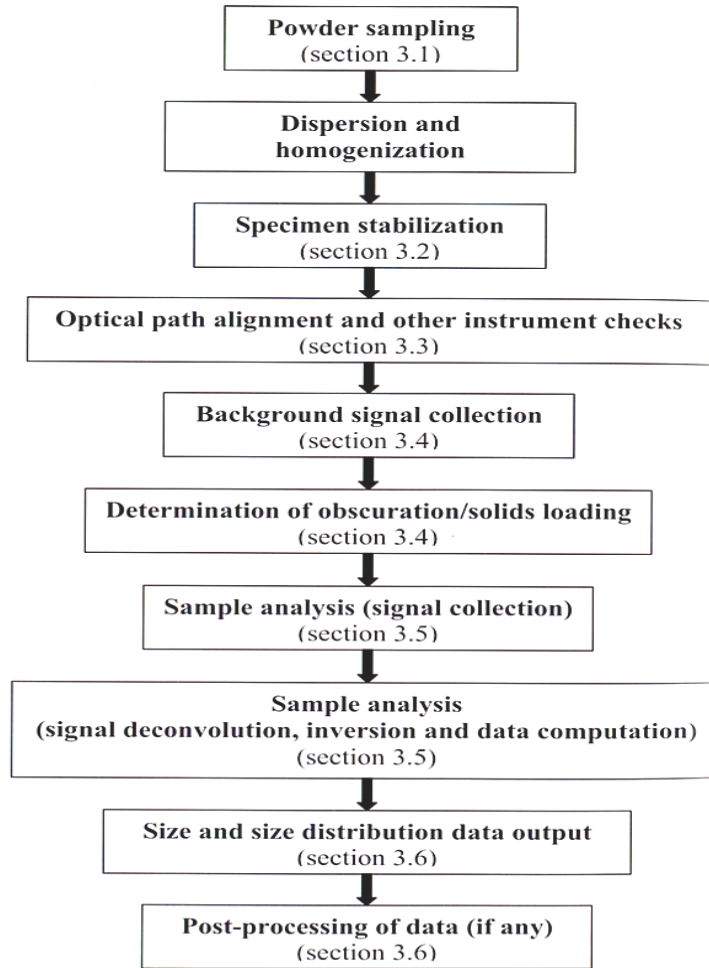 Powder sampling
(section 3.1)
Dispersion and
homogenization
Specimen stabilization
(section 3.2)
Optical path alignment and other instrument checks
(section 3.3)
Background signal collection
(section 3.4)
Determination of obscuration/solids loading
(section 3.4)
Sample analysis (signal collection)
(section 3.5)
Sample analysis
(signal deconvolution, inversion and data computation)
(section 3.5)
Size and size distribution data output
(section 3.6)
Post-processing of data (if any)
(section 3.6)